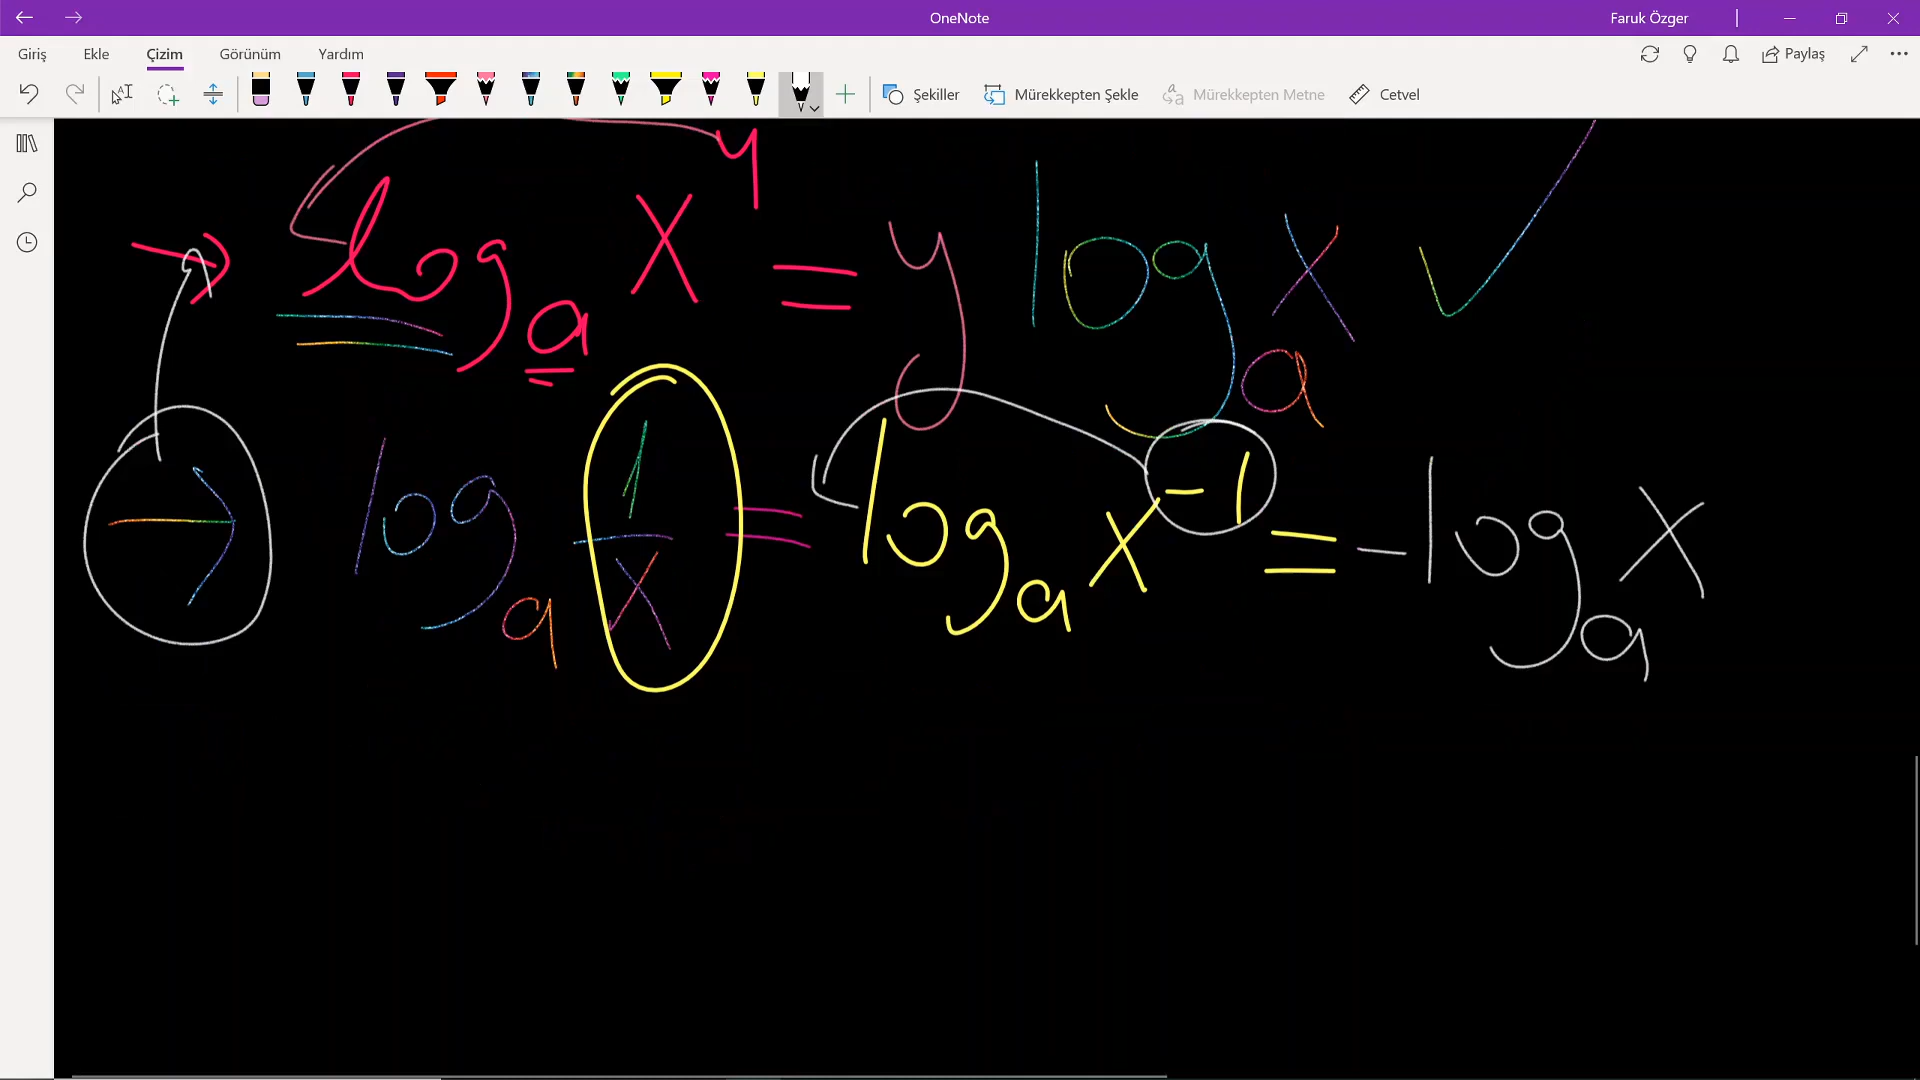 OneNote
Faruk Özger
Giriş Ekle Çizim Görünüm Yardım
Paylaş
Şekiller Mürekkepten Şekle Mürekkepten Metne Cetvel
→ logₐ xʸ = y logₐ x ✓
→ logₐ 1/x = logₐ x⁻¹ = -logₐ x